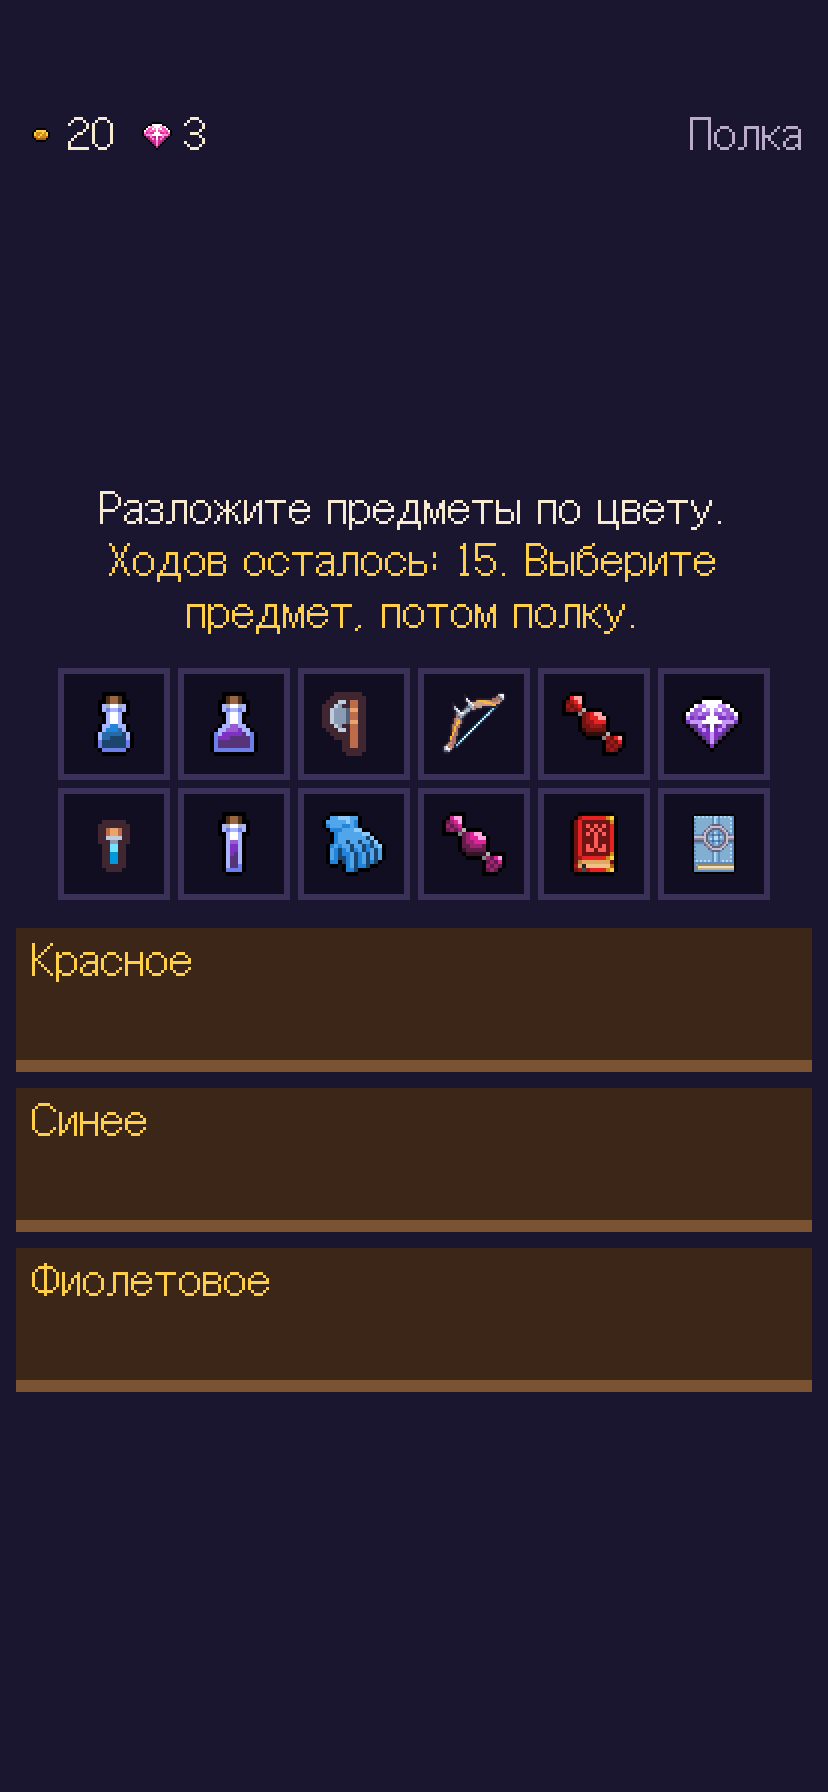 20 3 Полка
Разложите предметы по цвету.
Ходов осталось: 15. Выберите
предмет, потом полку.
Красное
Синее
Фиолетовое